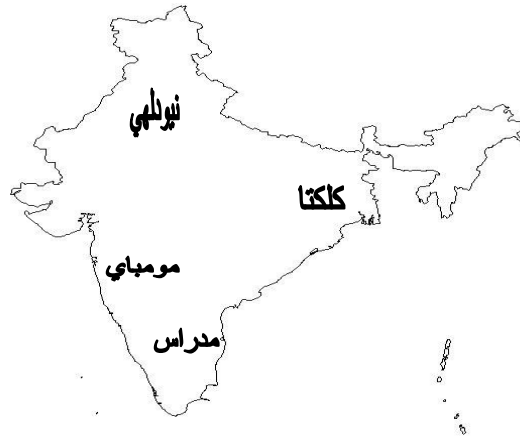 نيودلهي
كلكتا
مومباي
مدراس